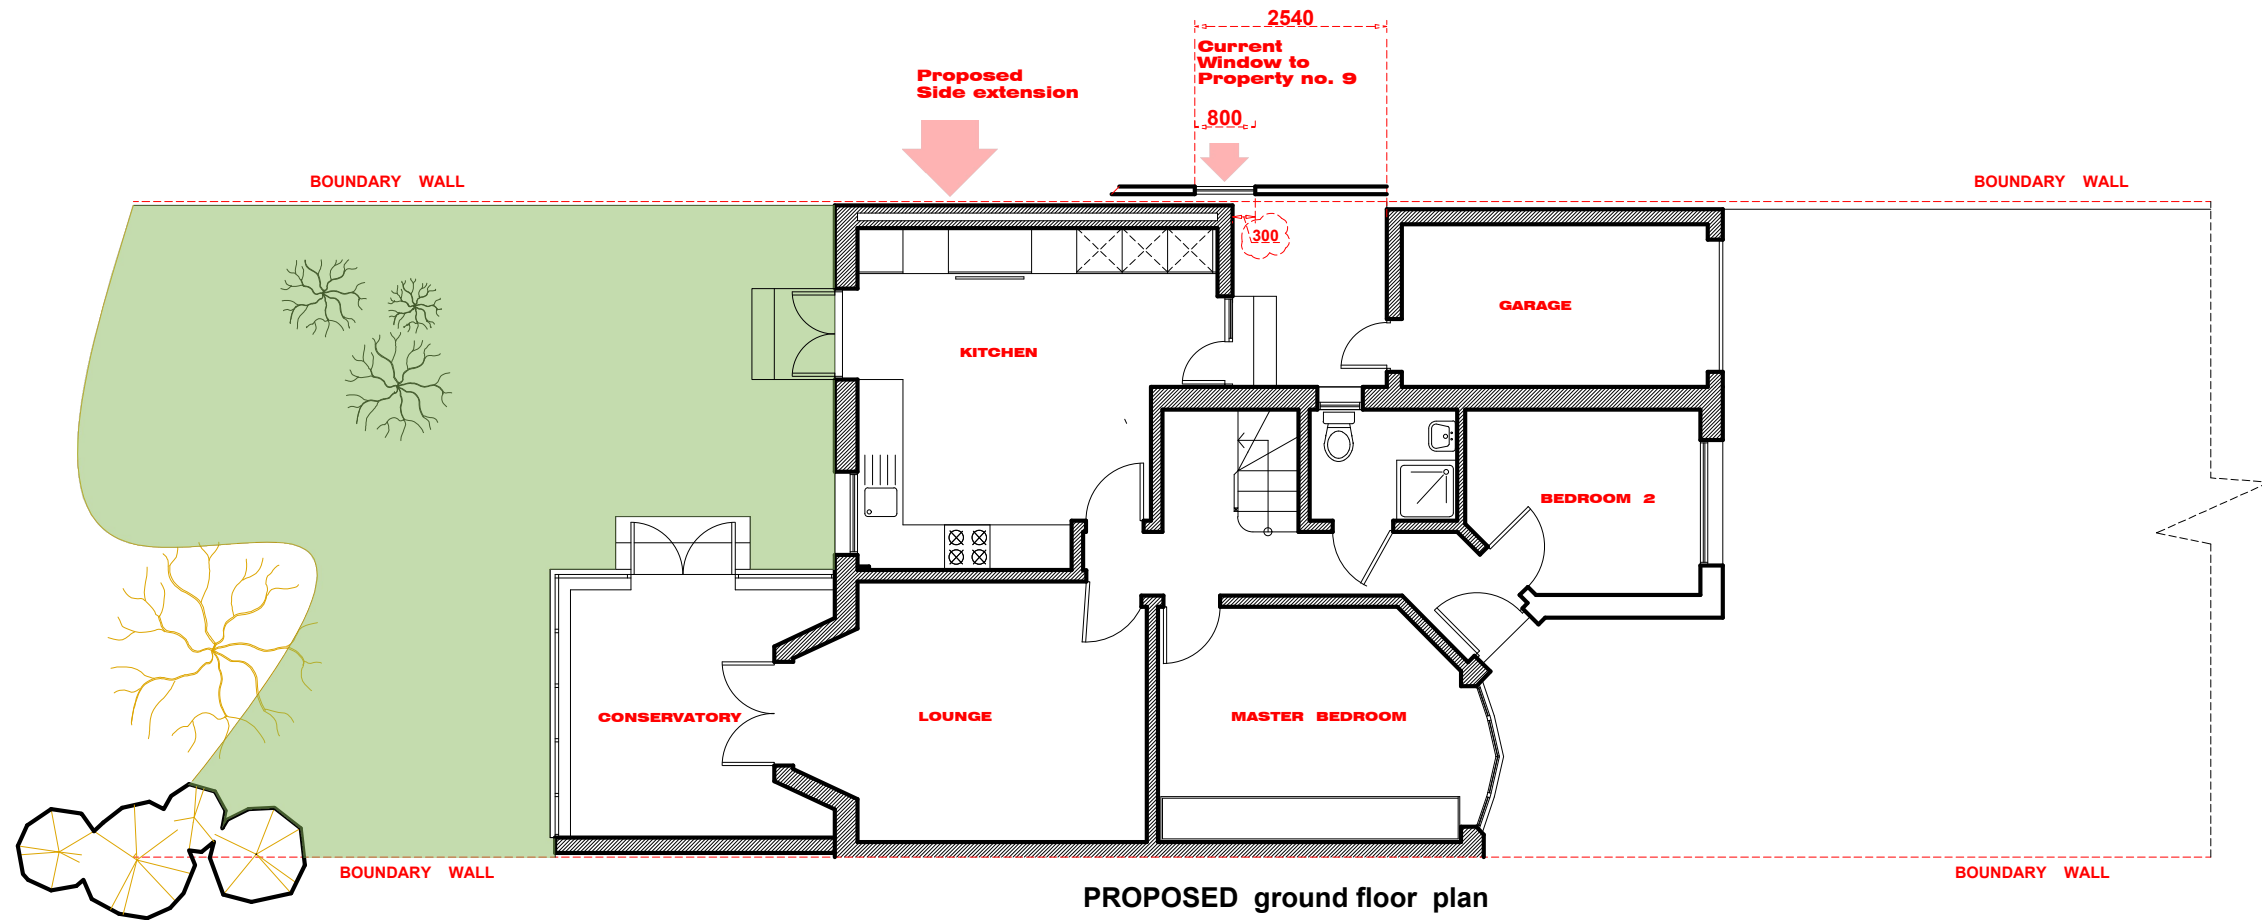 2540
Current
Window to
Property no. 9
Proposed
Side extension
800
BOUNDARY WALL
BOUNDARY WALL
300
GARAGE
KITCHEN
BEDROOM 2
CONSERVATORY
LOUNGE
MASTER BEDROOM
BOUNDARY WALL
BOUNDARY WALL
PROPOSED ground floor plan